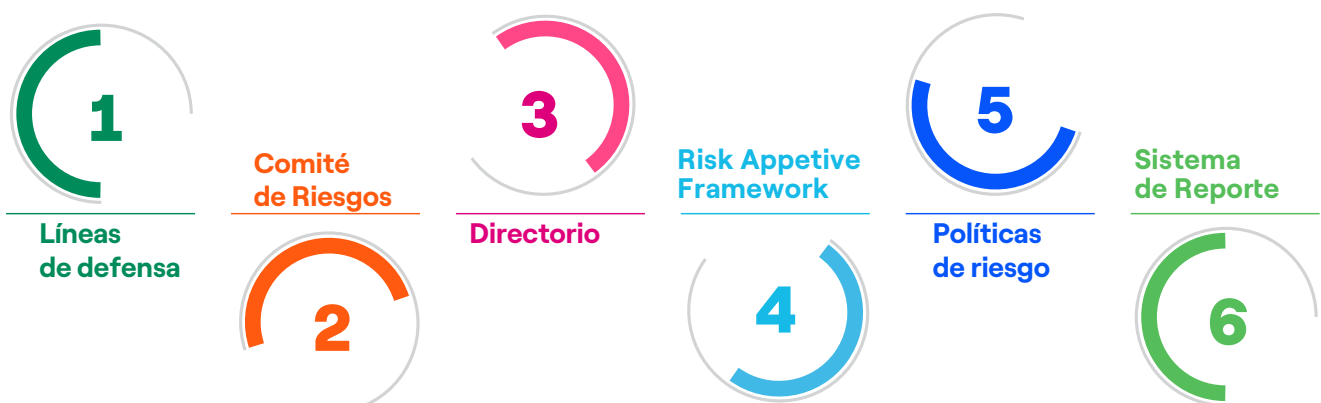 1
Líneas
de defensa
Comité
de Riesgos
2
3
Directorio
Risk Appetive
Framework
4
5
Políticas
de riesgo
Sistema
de Reporte
6